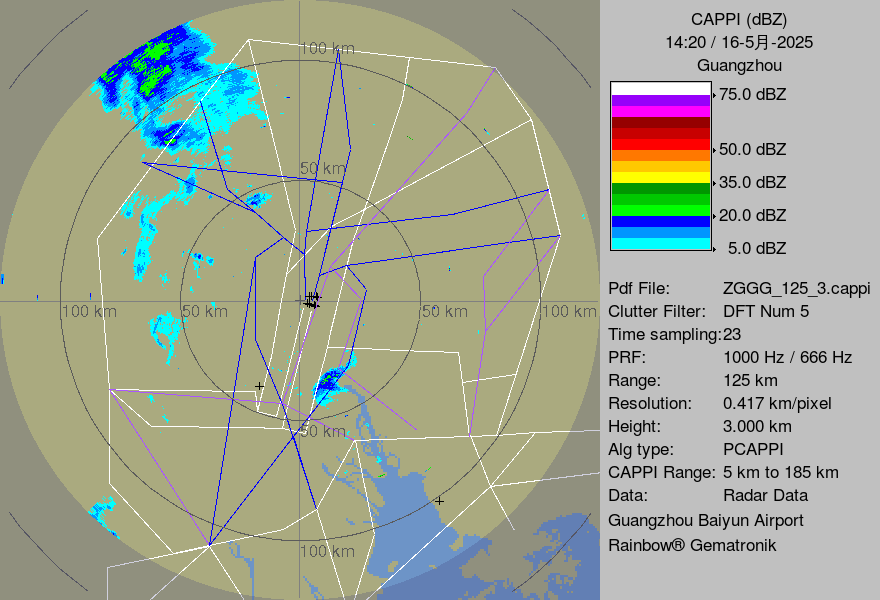 CAPPI (dBZ)
14:20 / 16-5月-2025
Guangzhou
75.0 dBZ
50.0 dBZ
35.0 dBZ
20.0 dBZ
5.0 dBZ
100 km
50 km
100 km
50 km
50 km
100 km
50 km
100 km
Pdf File: ZGGG_125_3.cappi
Clutter Filter: DFT Num 5
Time sampling:23
PRF: 1000 Hz / 666 Hz
Range: 125 km
Resolution: 0.417 km/pixel
Height: 3.000 km
Alg type: PCAPPI
CAPPI Range: 5 km to 185 km
Data: Radar Data
Guangzhou Baiyun Airport
Rainbow® Gematronik